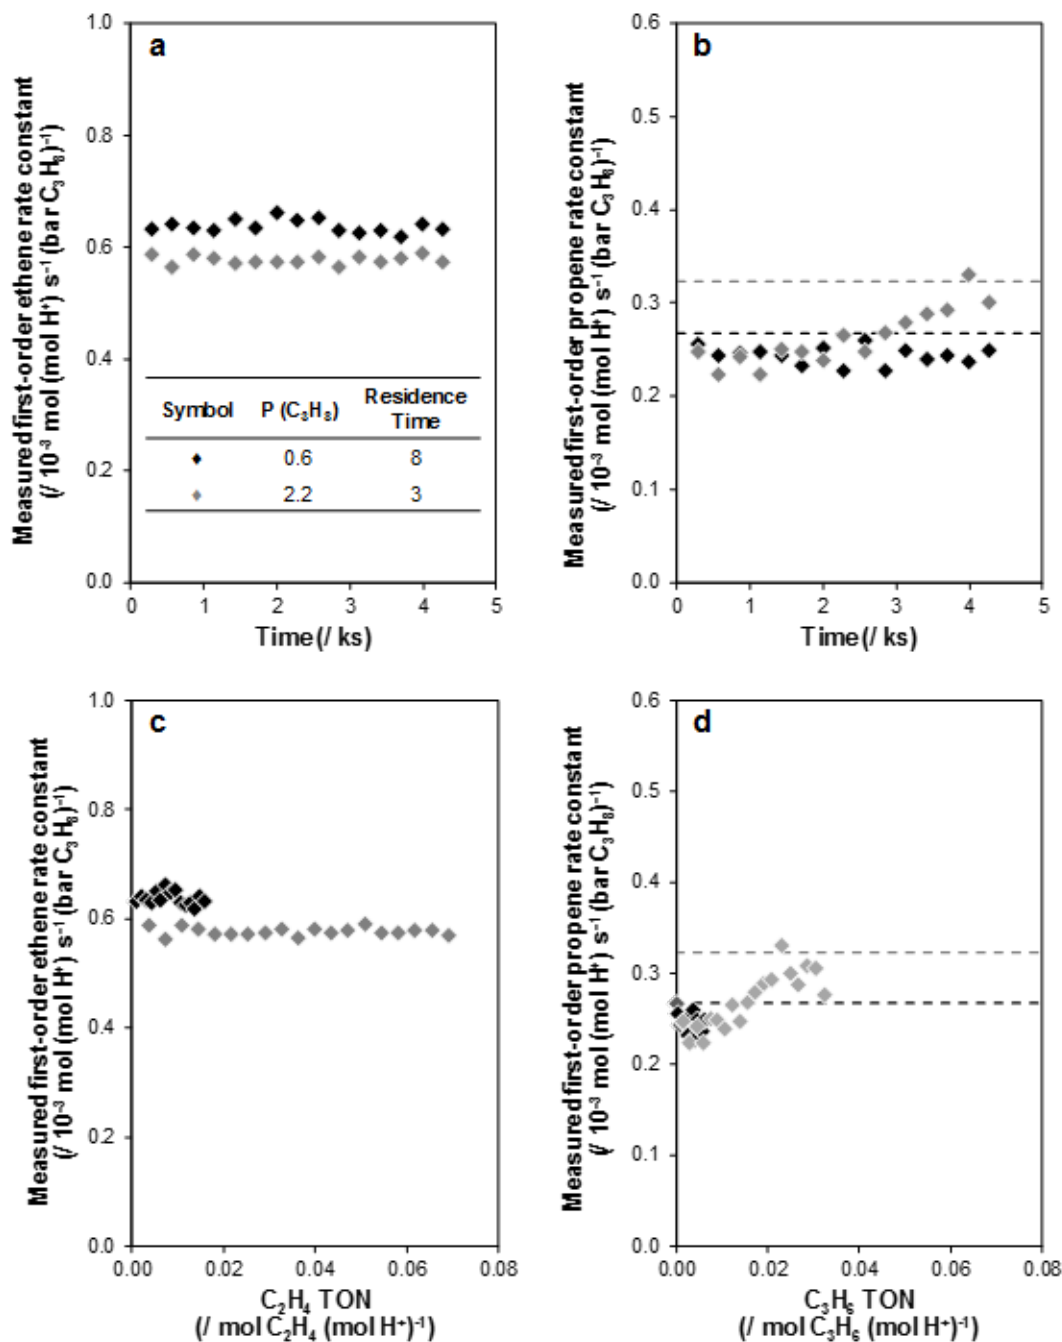 a
Measured first-order ethene rate constant
(/ 10⁻³ mol (mol H⁺) s⁻¹ (bar C₃H₈)⁻¹)
1.0
0.8
0.6
0.4
0.2
0.0
Symbol P (C₃H₈) Residence Time
0.6 8
2.2 3
0 1 2 3 4 5
Time (/ ks)
b
Measured first-order propene rate constant
(/ 10⁻³ mol (mol H⁺) s⁻¹ (bar C₃H₈)⁻¹)
0.6
0.5
0.4
0.3
0.2
0.1
0.0
0 1 2 3 4 5
Time (/ ks)
c
Measured first-order ethene rate constant
(/ 10⁻³ mol (mol H⁺) s⁻¹ (bar C₃H₈)⁻¹)
1.0
0.8
0.6
0.4
0.2
0.0
0.00 0.02 0.04 0.06 0.08
C₂H₄ TON
(/ mol C₂H₄ (mol H⁺)⁻¹)
d
Measured first-order propene rate constant
(/ 10⁻³ mol (mol H⁺) s⁻¹ (bar C₃H₈)⁻¹)
0.6
0.5
0.4
0.3
0.2
0.1
0.0
0.00 0.02 0.04 0.06 0.08
C₃H₆ TON
(/ mol C₃H₆ (mol H⁺)⁻¹)